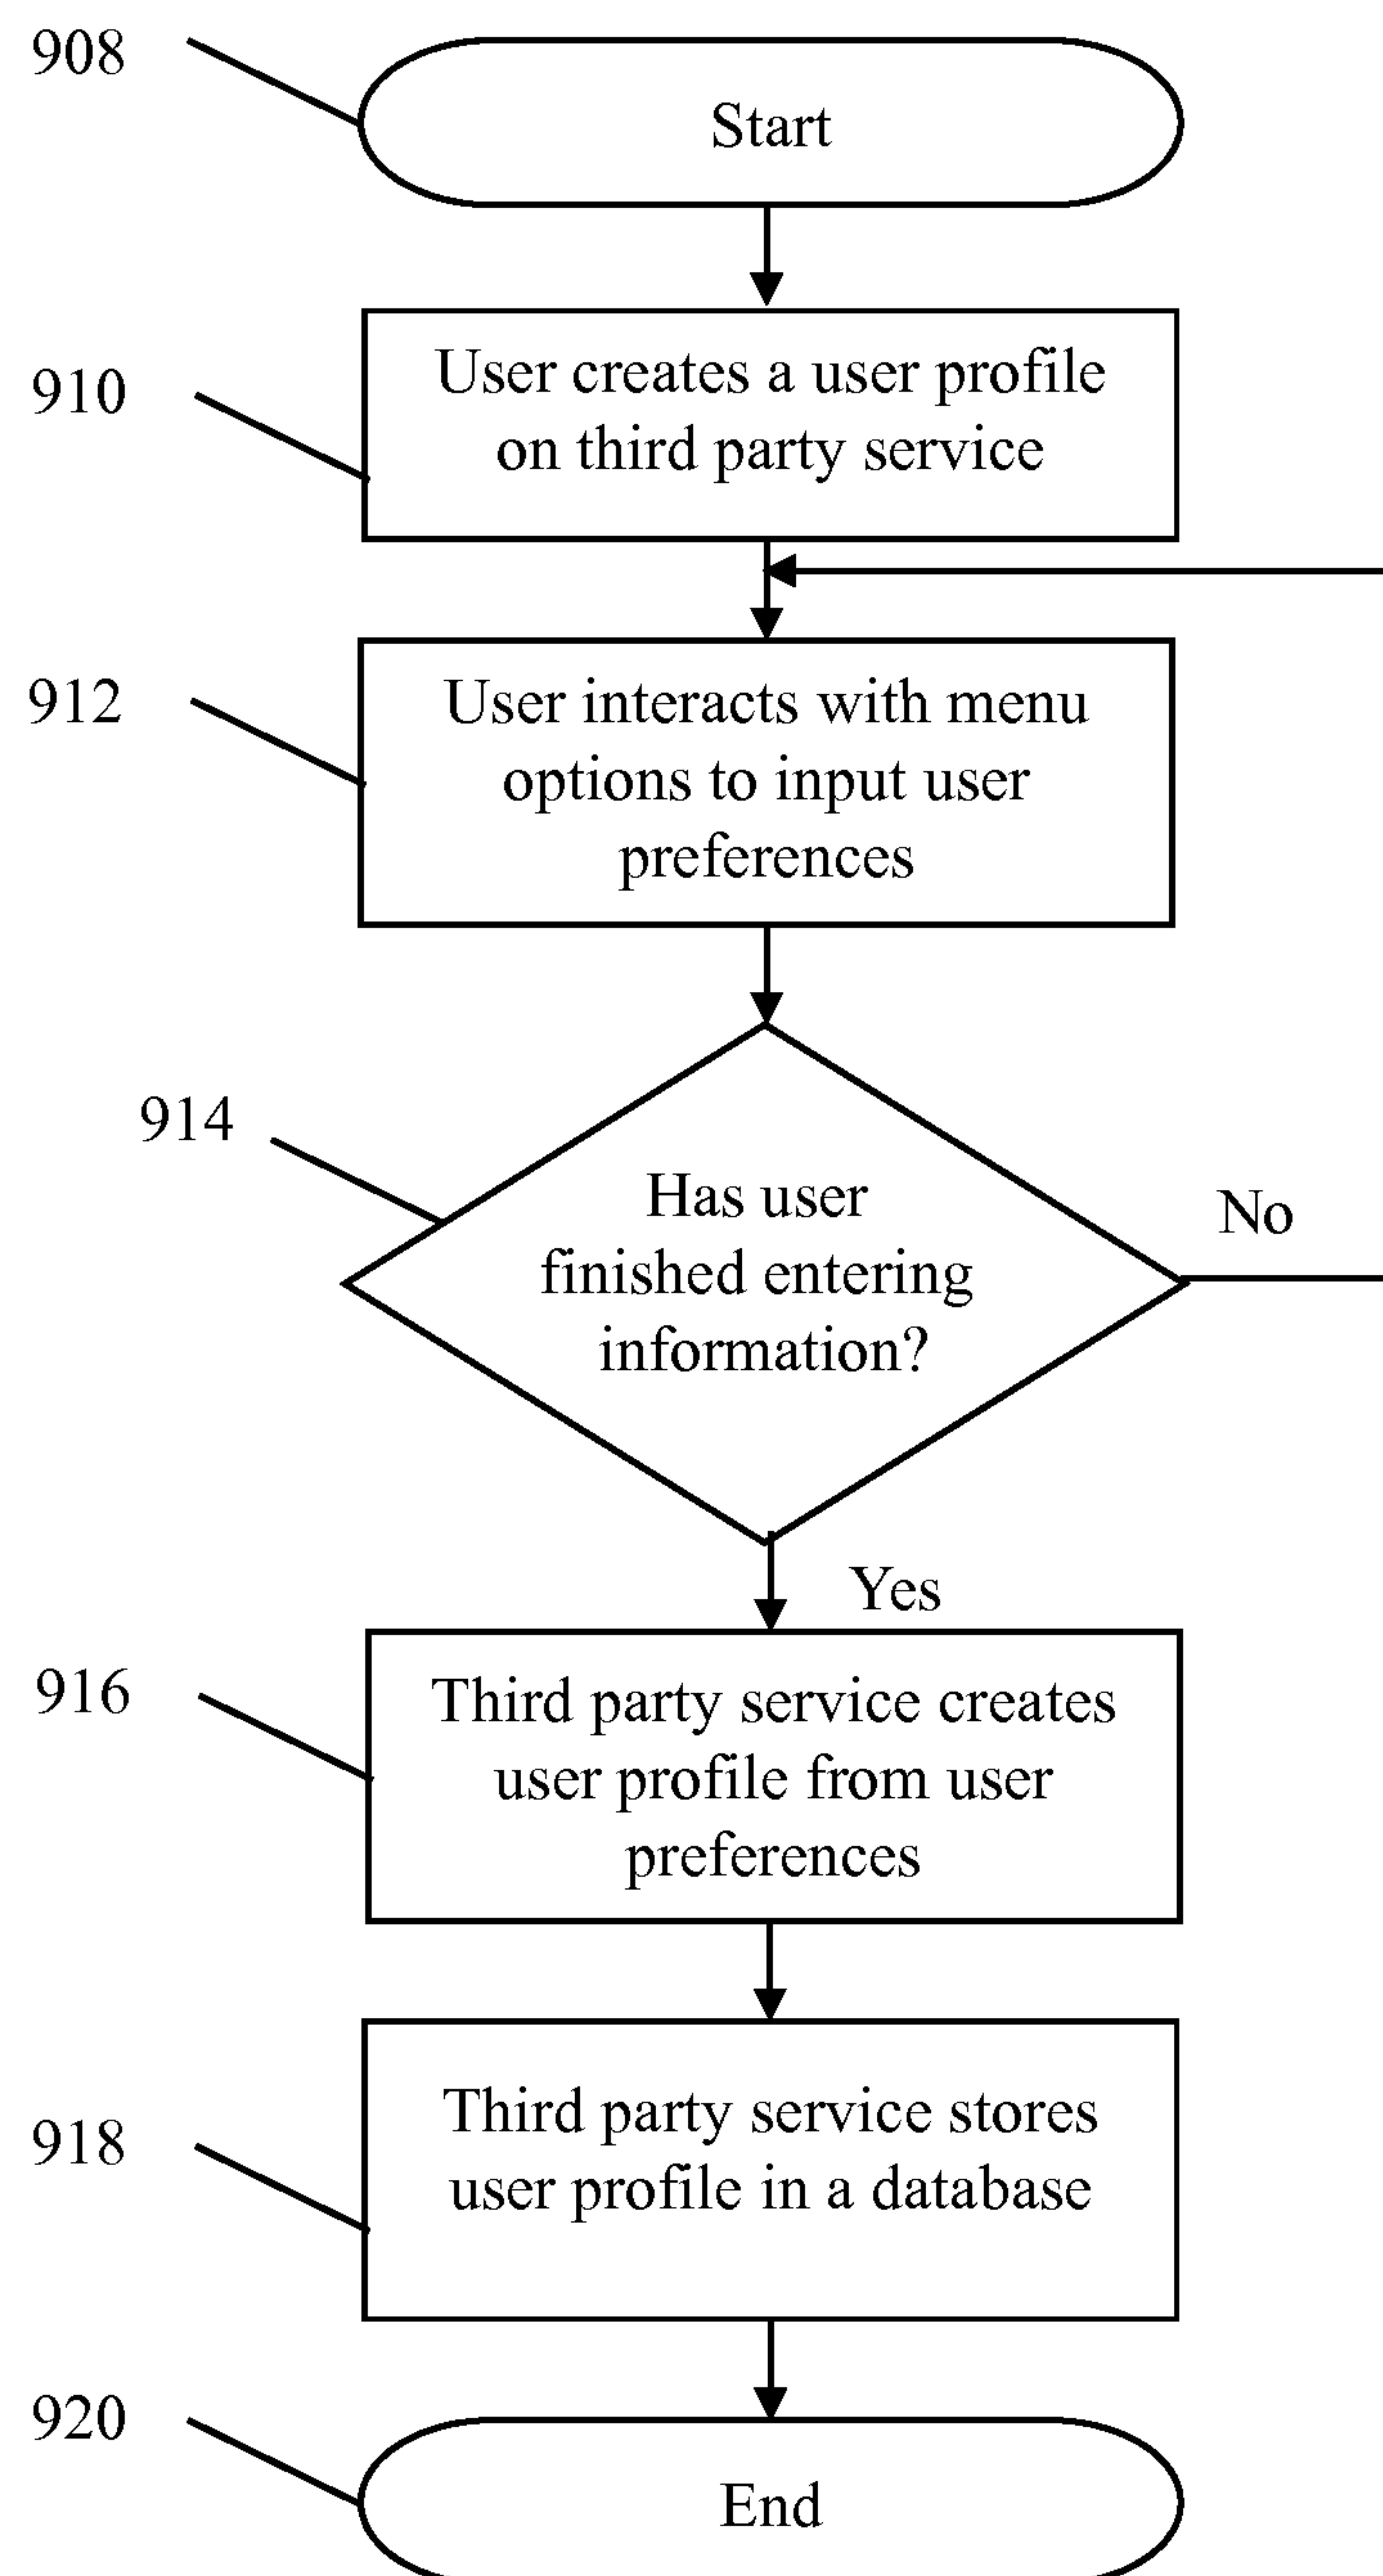 908
Start
910
User creates a user profile
on third party service
912
User interacts with menu
options to input user
preferences
914
Has user
finished entering
information?
No
Yes
916
Third party service creates
user profile from user
preferences
918
Third party service stores
user profile in a database
920
End